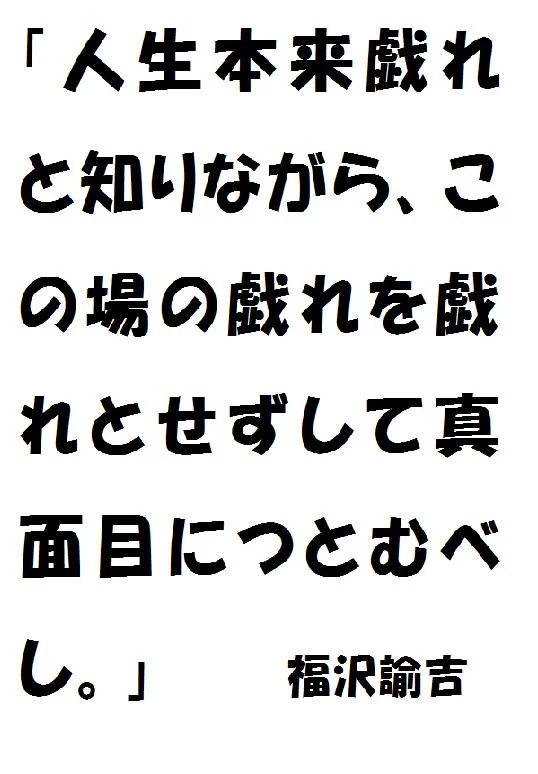 「人生本来戯れ
と知りながら、こ
の場の戯れを戯
れとせずして真
面目につとむべ
し。」 福沢諭吉